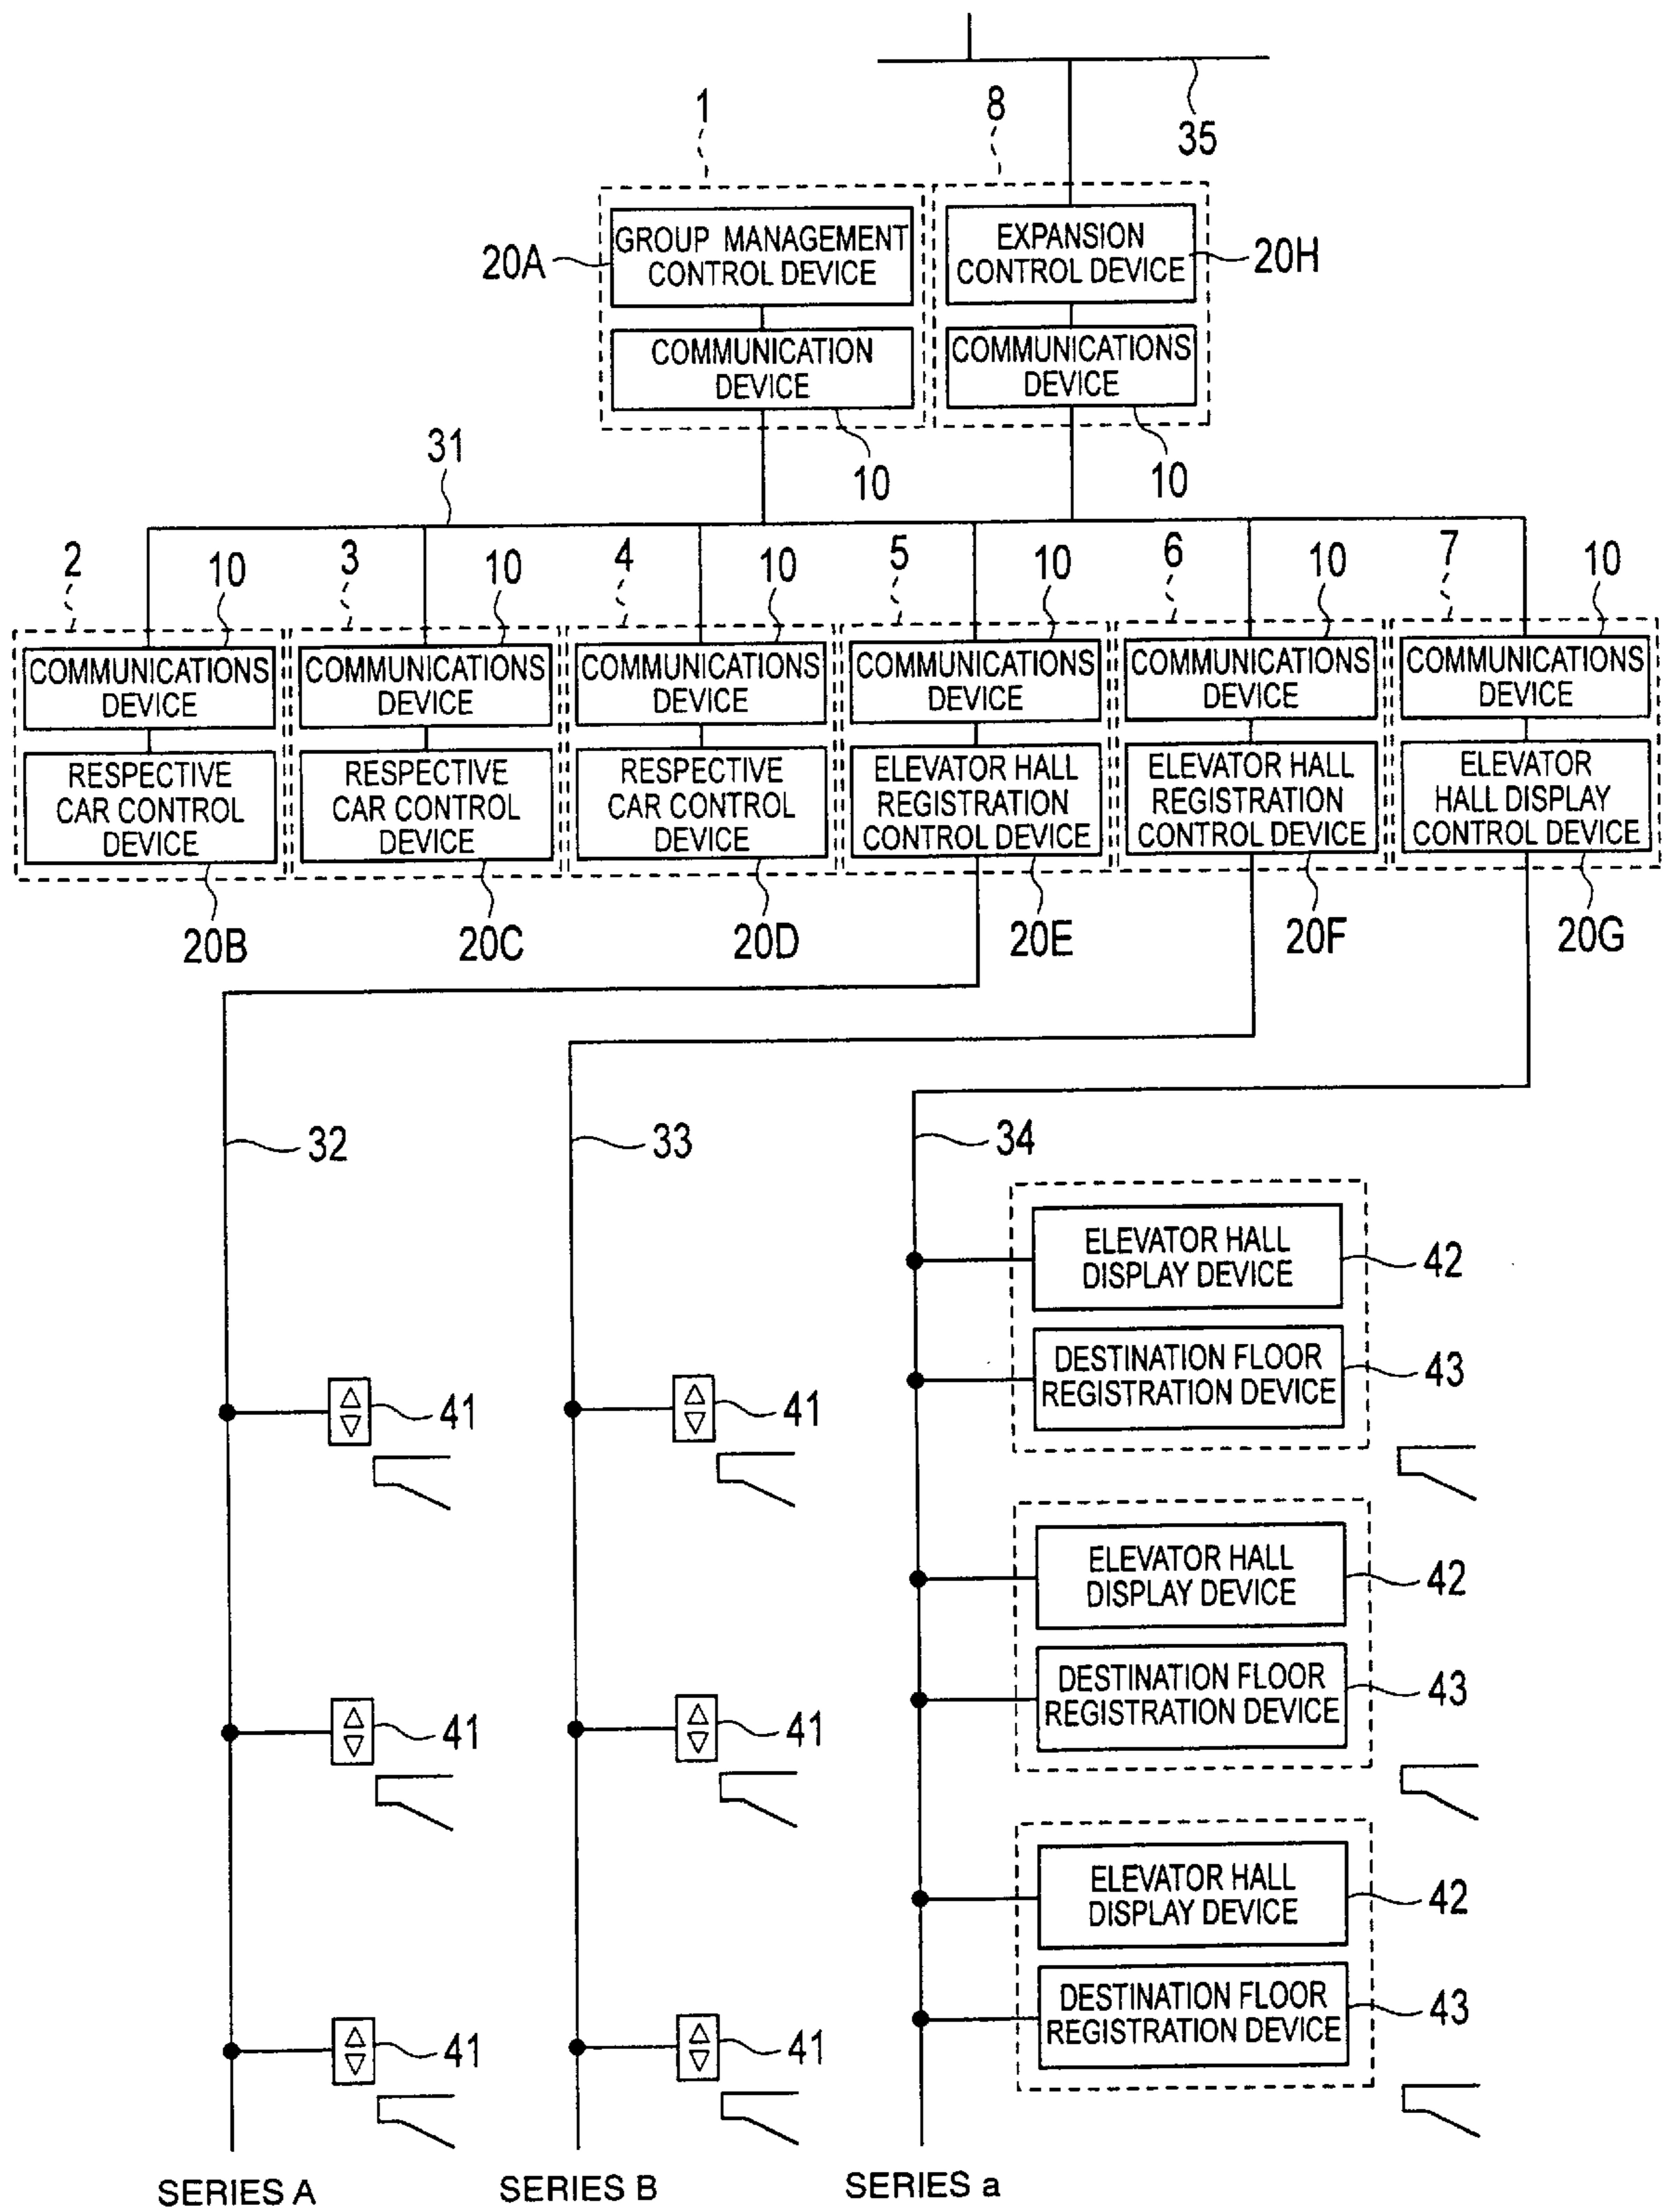 35
1
8
20A
GROUP MANAGEMENT
CONTROL DEVICE
EXPANSION
CONTROL DEVICE
20H
COMMUNICATION
DEVICE
COMMUNICATIONS
DEVICE
10
10
31
2
10
3
10
4
10
5
10
6
10
7
10
COMMUNICATIONS
DEVICE
COMMUNICATIONS
DEVICE
COMMUNICATIONS
DEVICE
COMMUNICATIONS
DEVICE
COMMUNICATIONS
DEVICE
COMMUNICATIONS
DEVICE
RESPECTIVE
CAR CONTROL
DEVICE
RESPECTIVE
CAR CONTROL
DEVICE
RESPECTIVE
CAR CONTROL
DEVICE
ELEVATOR HALL
REGISTRATION
CONTROL DEVICE
ELEVATOR HALL
REGISTRATION
CONTROL DEVICE
ELEVATOR
HALL DISPLAY
CONTROL DEVICE
20B
20C
20D
20E
20F
20G
32
33
34
ELEVATOR HALL
DISPLAY DEVICE
42
DESTINATION FLOOR
REGISTRATION DEVICE
43
41
41
ELEVATOR HALL
DISPLAY DEVICE
42
DESTINATION FLOOR
REGISTRATION DEVICE
43
41
41
ELEVATOR HALL
DISPLAY DEVICE
42
DESTINATION FLOOR
REGISTRATION DEVICE
43
41
41
SERIES A
SERIES B
SERIES a